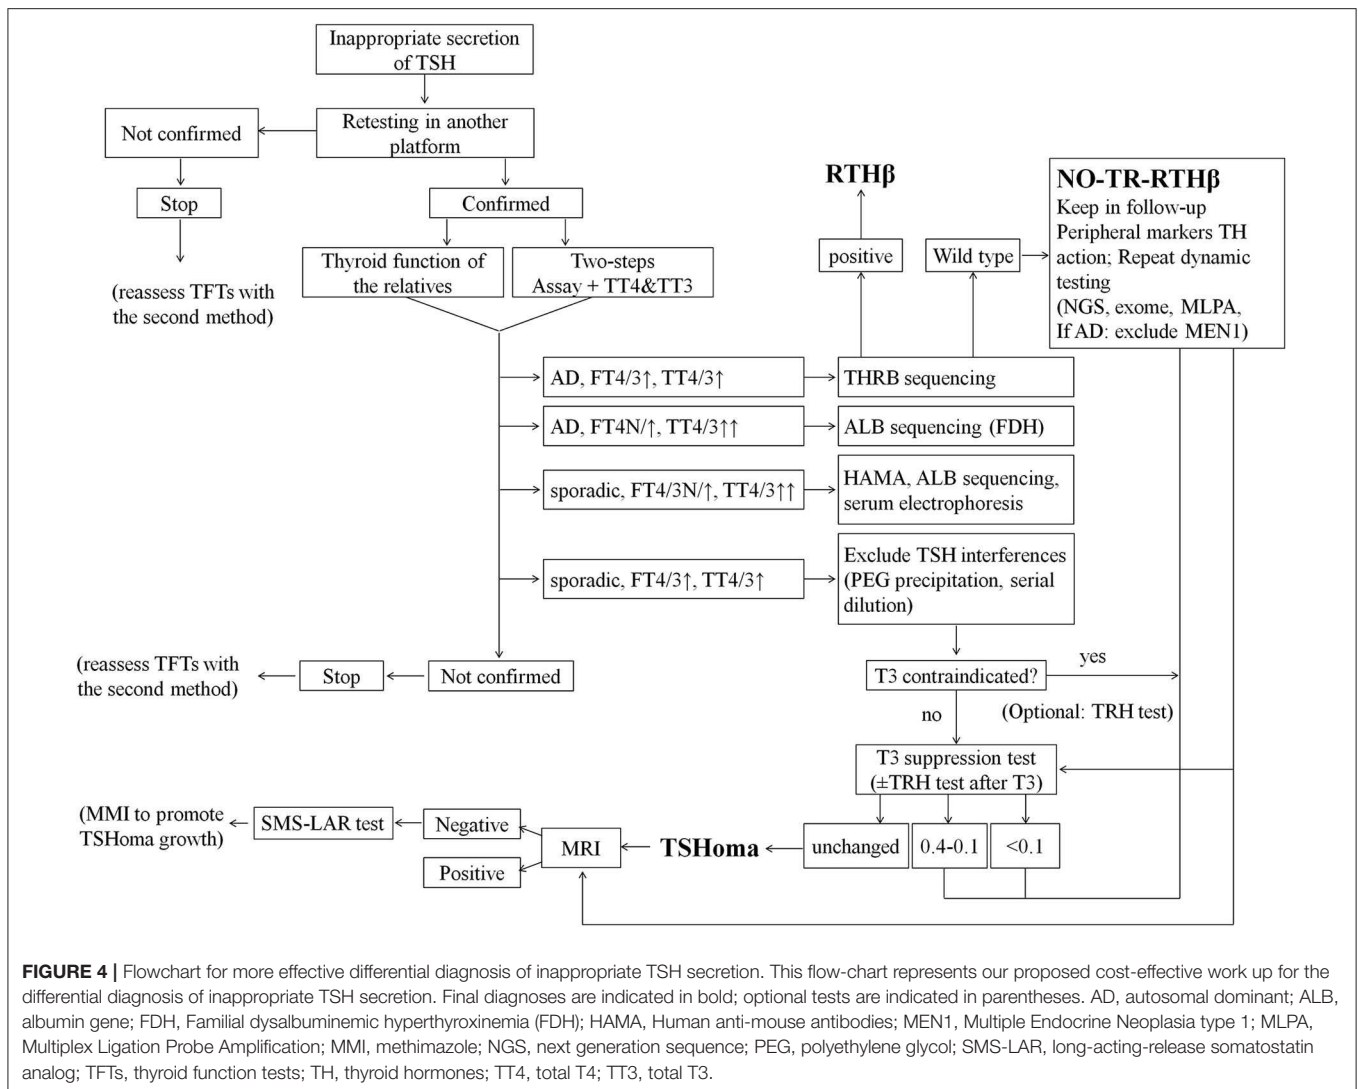 Inappropriate secretion
of TSH
Not confirmed
Retesting in another
platform
Stop
Confirmed
(reassess TFTs with
the second method)
Thyroid function of
the relatives
Two-steps
Assay + TT4&TT3
RTHβ
positive
Wild type
NO-TR-RTHβ
Keep in follow-up
Peripheral markers TH
action; Repeat dynamic
testing
(NGS, exome, MLPA,
If AD: exclude MEN1)
AD, FT4/3↑, TT4/3↑
THRB sequencing
AD, FT4N/↑, TT4/3↑↑
ALB sequencing (FDH)
sporadic, FT4/3N/↑, TT4/3↑↑
HAMA, ALB sequencing,
serum electrophoresis
sporadic, FT4/3↑, TT4/3↑
Exclude TSH interferences
(PEG precipitation, serial
dilution)
(reassess TFTs with
the second method)
Stop
Not confirmed
T3 contraindicated?
yes
no
(Optional: TRH test)
T3 suppression test
(±TRH test after T3)
unchanged
0.4-0.1
<0.1
TSHoma
MRI
Negative
Positive
SMS-LAR test
(MMI to promote
TSHoma growth)
FIGURE 4 | Flowchart for more effective differential diagnosis of inappropriate TSH secretion. This flow-chart represents our proposed cost-effective work up for the
differential diagnosis of inappropriate TSH secretion. Final diagnoses are indicated in bold; optional tests are indicated in parentheses. AD, autosomal dominant; ALB,
albumin gene; FDH, Familial dysalbuminemic hyperthyroxinemia (FDH); HAMA, Human anti-mouse antibodies; MEN1, Multiple Endocrine Neoplasia type 1; MLPA,
Multiplex Ligation Probe Amplification; MMI, methimazole; NGS, next generation sequence; PEG, polyethylene glycol; SMS-LAR, long-acting-release somatostatin
analog; TFTs, thyroid function tests; TH, thyroid hormones; TT4, total T4; TT3, total T3.